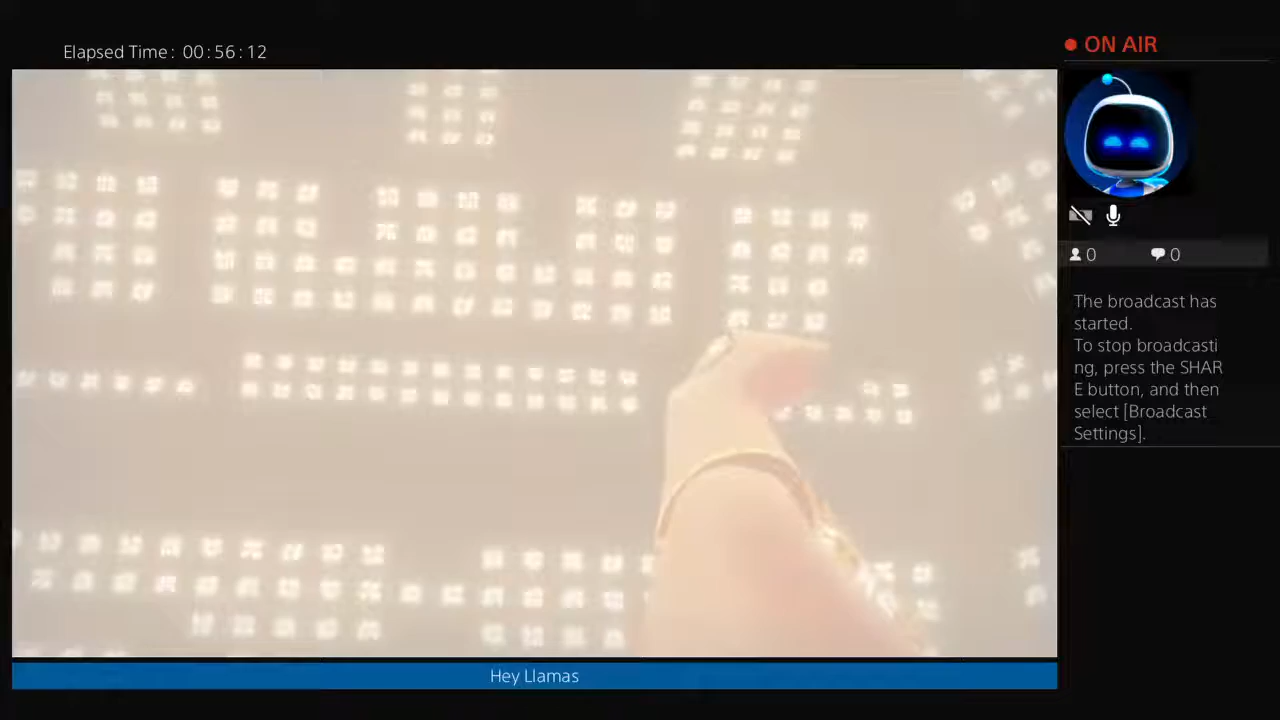 Elapsed Time: 00:56:12
ON AIR
0
0
The broadcast has
started.
To stop broadcasti
ng, press the SHAR
E button, and then
select [Broadcast
Settings].
Hey Llamas